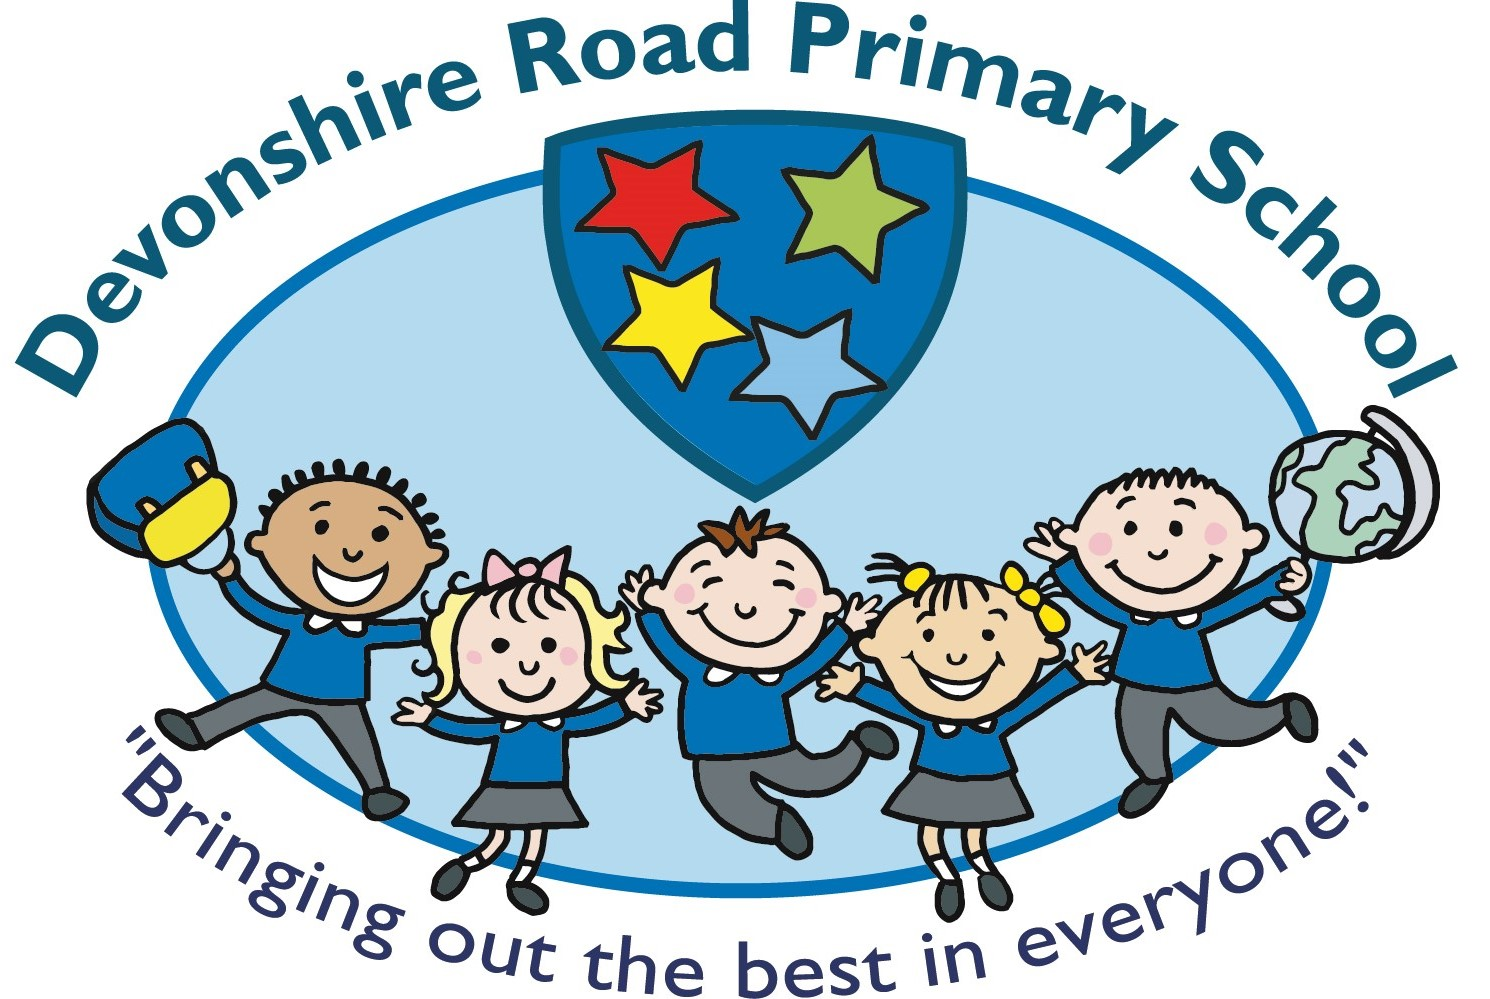 Devonshire Road Primary School
"Bringing out the best in everyone!"